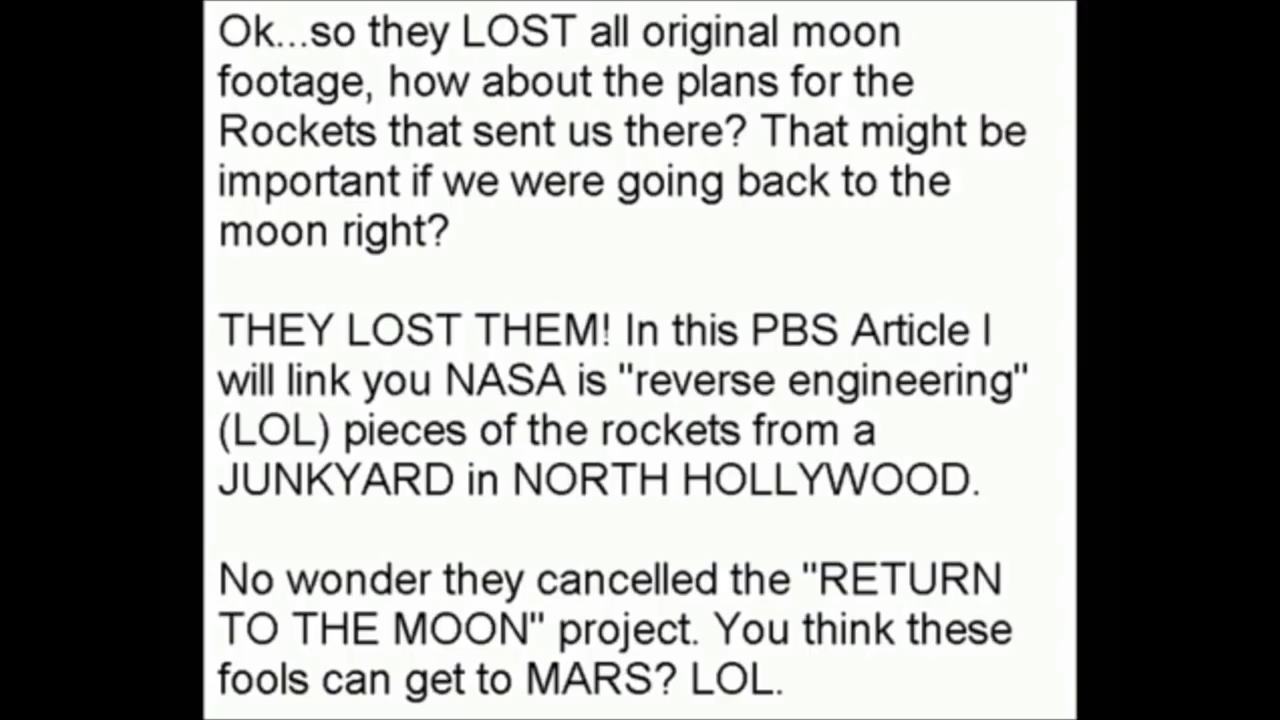 Ok...so they LOST all original moon
footage, how about the plans for the
Rockets that sent us there? That might be
important if we were going back to the
moon right?
THEY LOST THEM! In this PBS Article I
will link you NASA is "reverse engineering"
(LOL) pieces of the rockets from a
JUNKYARD in NORTH HOLLYWOOD.
No wonder they cancelled the "RETURN
TO THE MOON" project. You think these
fools can get to MARS? LOL.